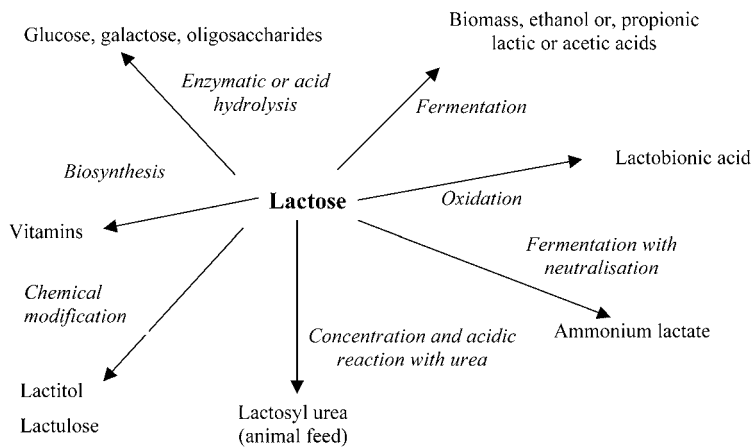 Glucose, galactose, oligosaccharides
Biomass, ethanol or, propionic
lactic or acetic acids
Enzymatic or acid
hydrolysis
Fermentation
Lactobionic acid
Biosynthesis
Lactose
Oxidation
Vitamins
Fermentation with
neutralisation
Chemical
modification
Concentration and acidic
reaction with urea
Ammonium lactate
Lactitol
Lactulose
Lactosyl urea
(animal feed)